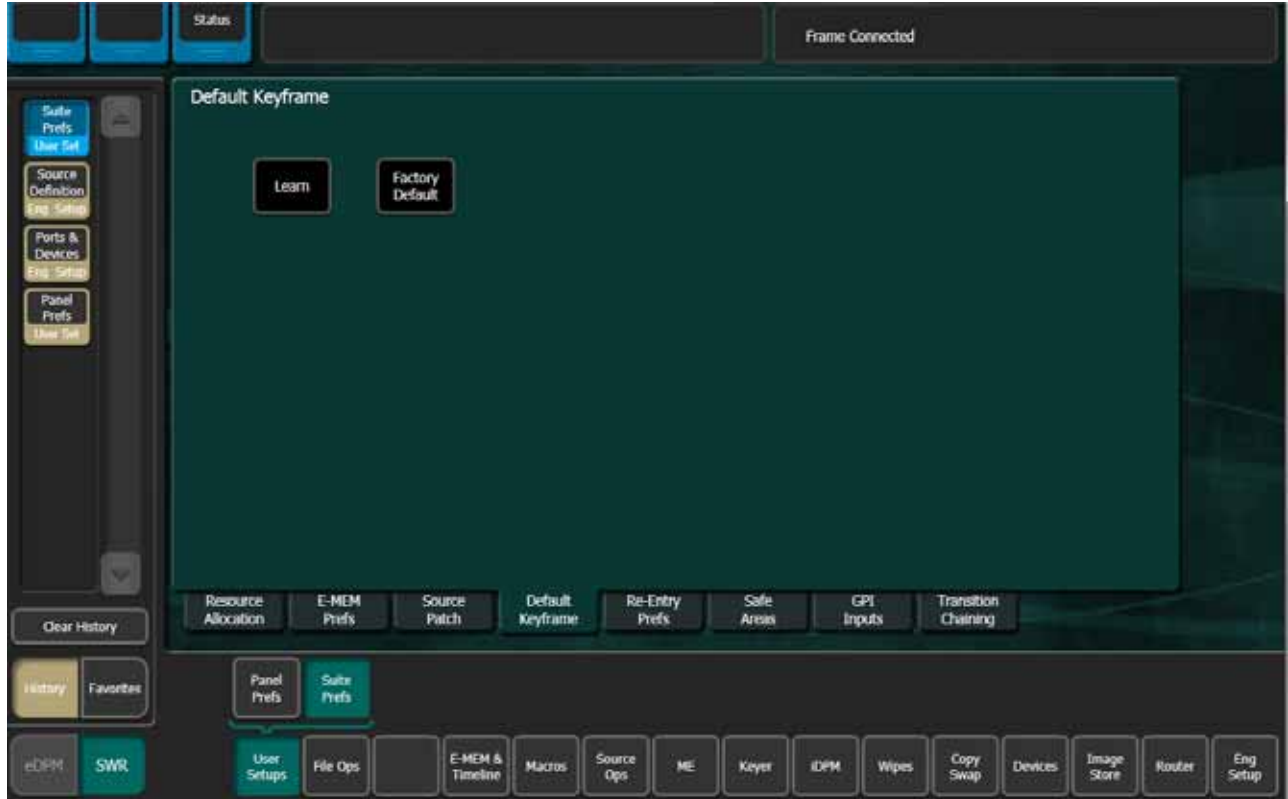 Status
Frame Connected
Default Keyframe
Suite
Prefs
User Set
Source
Definition
Eng Setup
Ports &
Devices
Eng Setup
Panel
Prefs
User Set
Learn
Factory
Default
Resource
Allocation
E-MEM
Prefs
Source
Patch
Default
Keyframe
Re-Entry
Prefs
Safe
Areas
GPI
Inputs
Transition
Chaining
Clear History
History
Favorites
Panel
Prefs
Suite
Prefs
eDPM
SWR
User
Setups
File Ops
E-MEM &
Timeline
Macros
Source
Ops
ME
Keyer
iDPM
Wipes
Copy
Swap
Devices
Image
Store
Router
Eng
Setup